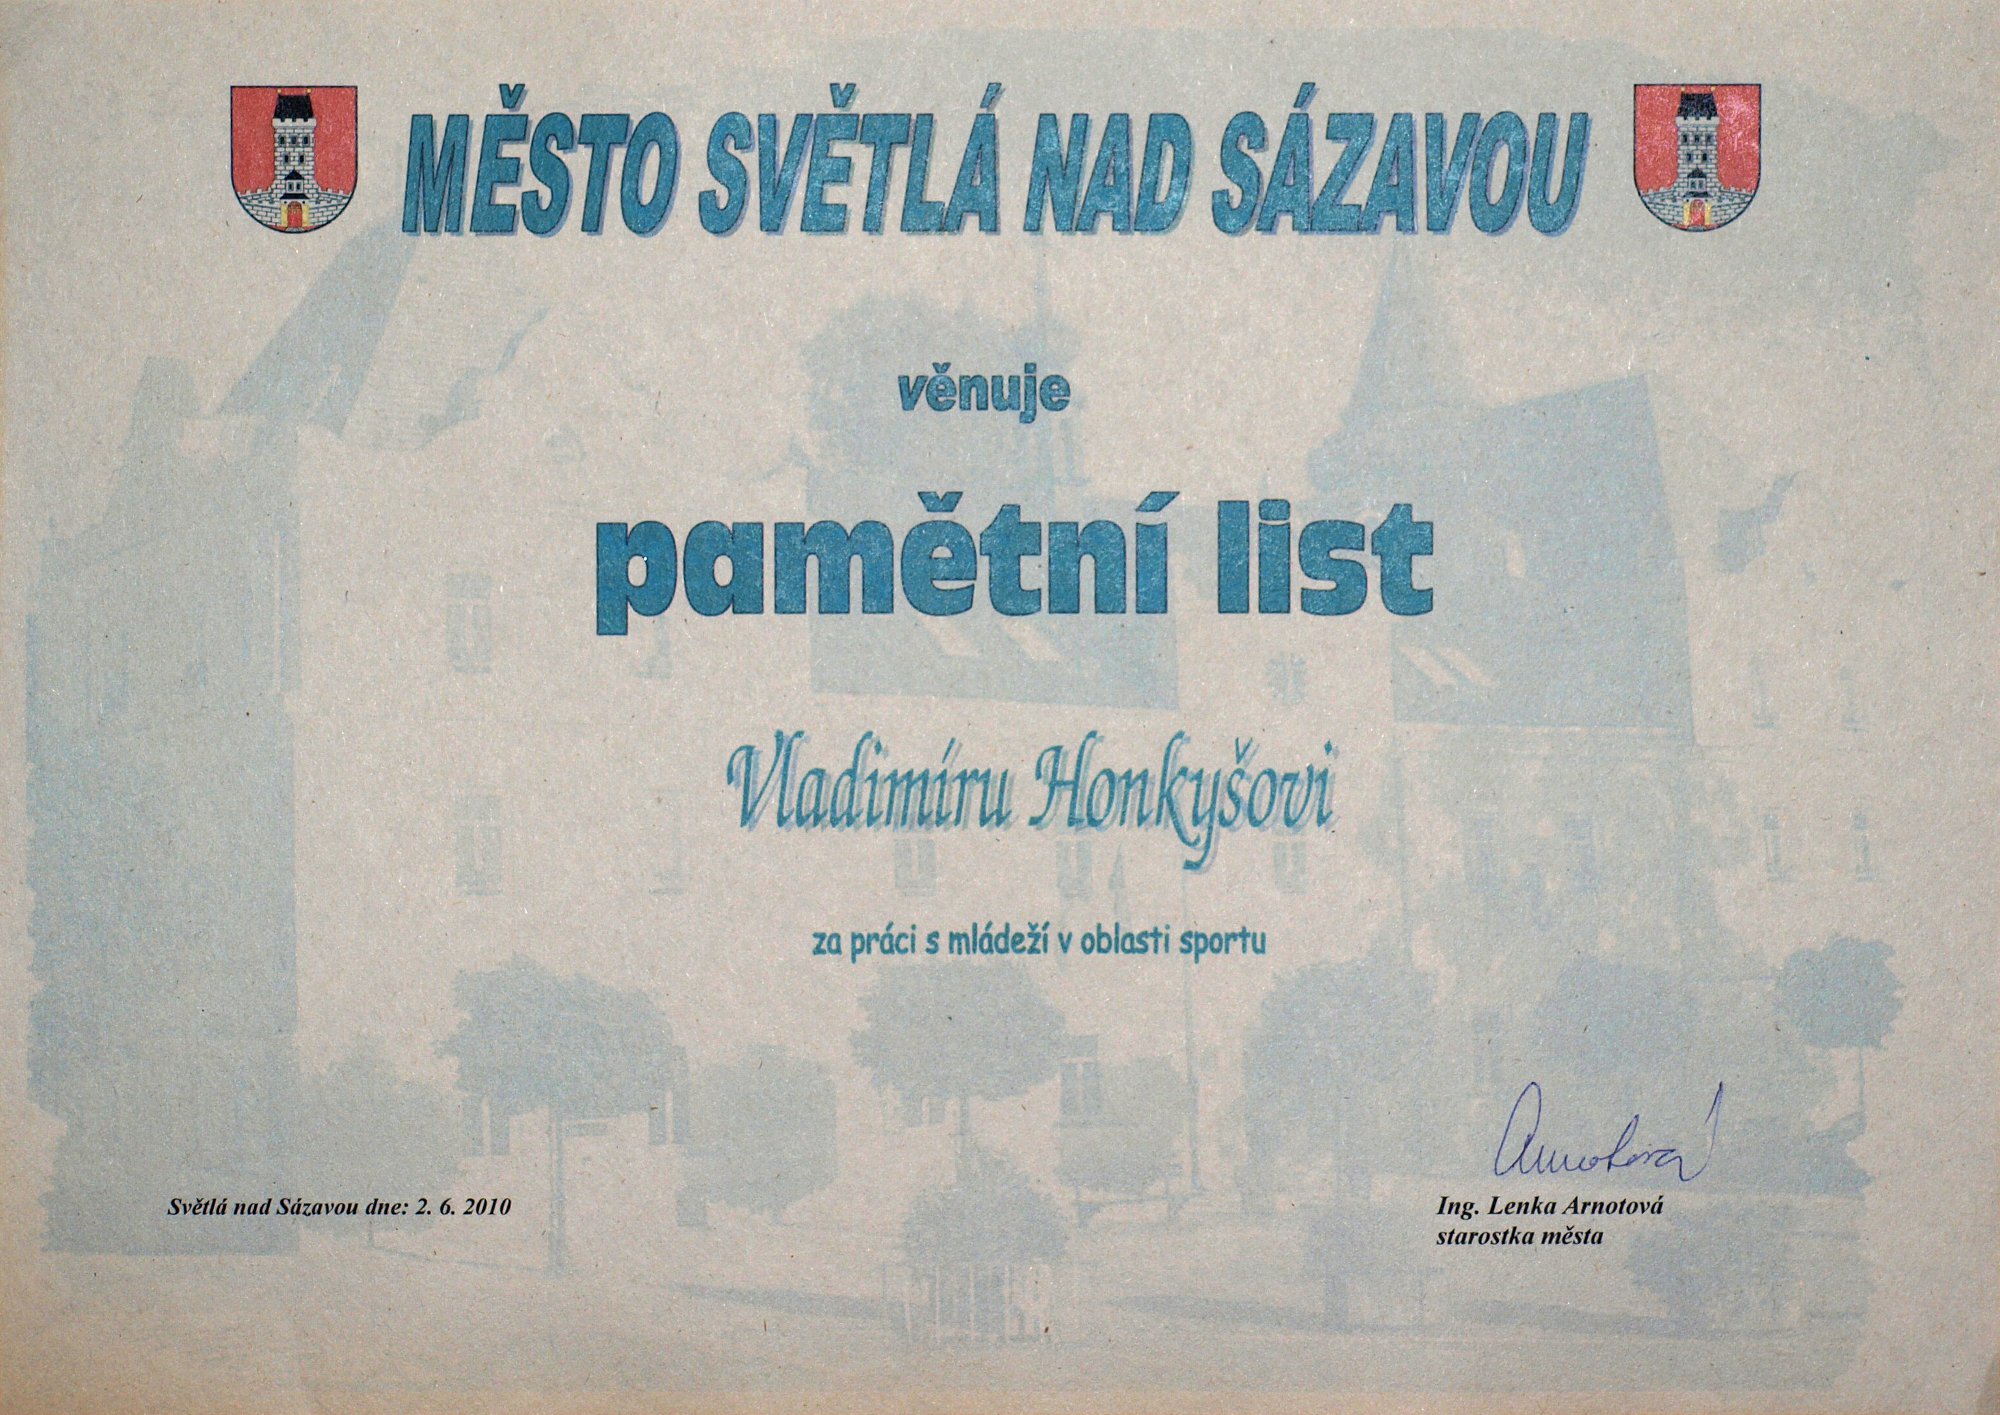 MĚSTO SVĚTLÁ NAD SÁZAVOU
věnuje
pamětní list
Vladimíru Honkyšovi
za práci s mládeží v oblasti sportu
Arnotová
Světlá nad Sázavou dne: 2. 6. 2010
Ing. Lenka Arnotová
starostka města